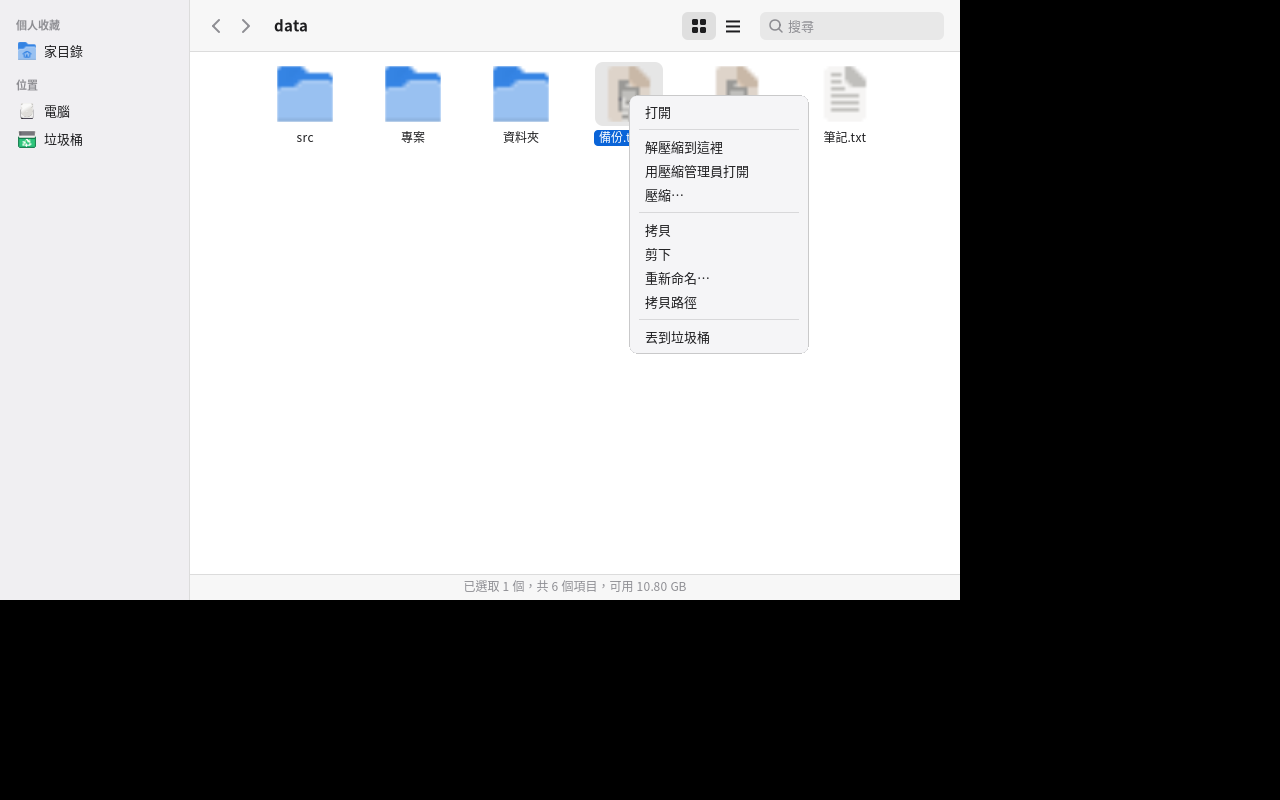 個人收藏
家目錄
位置
電腦
垃圾桶
data
搜尋
src
專案
資料夾
備份.
筆記.txt
打開
解壓縮到這裡
用壓縮管理員打開
壓縮…
拷貝
剪下
重新命名…
拷貝路徑
丟到垃圾桶
已選取 1 個，共 6 個項目，可用 10.80 GB